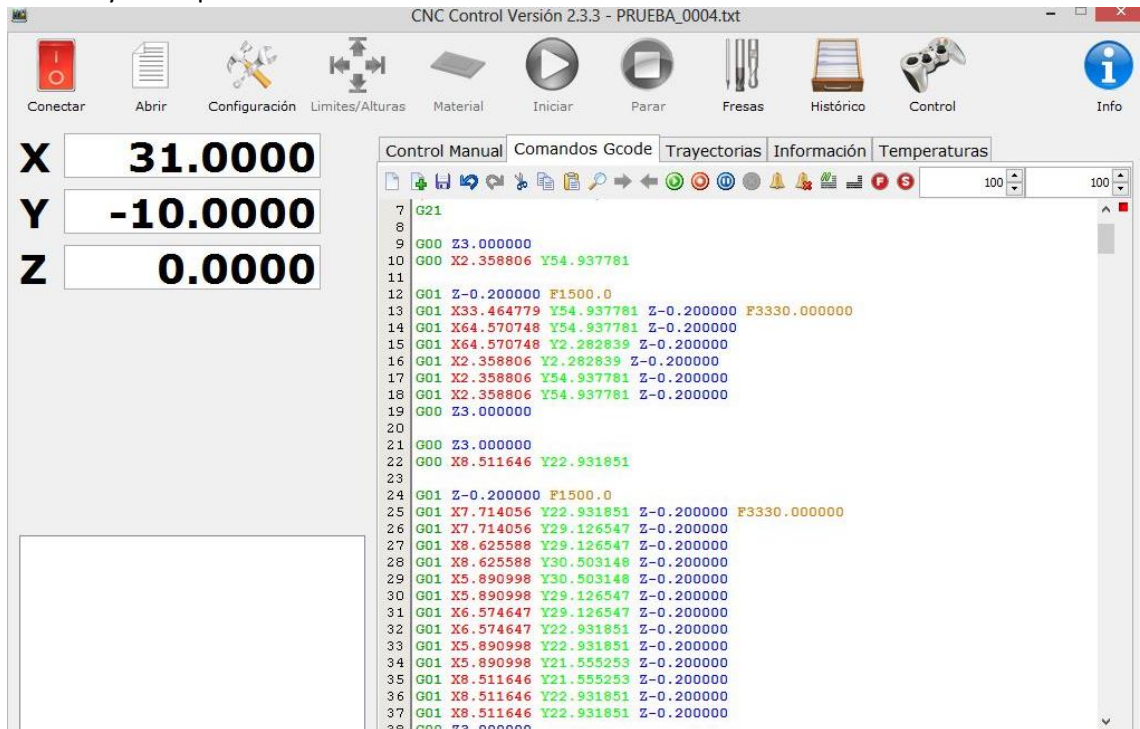 CNC Control Versión 2.3.3 - PRUEBA_0004.txt
Conectar Abrir Configuración Limites/Alturas Material Iniciar Parar Fresas Histórico Control Info
X 31.0000
Y -10.0000
Z 0.0000
Control Manual Comandos Gcode Trayectorias Información Temperaturas
F S 100 100
7 G21
8
9 G00 Z3.000000
10 G00 X2.358806 Y54.937781
11
12 G01 Z-0.200000 F1500.0
13 G01 X33.464779 Y54.937781 Z-0.200000 F3330.000000
14 G01 X64.570748 Y54.937781 Z-0.200000
15 G01 X64.570748 Y2.282839 Z-0.200000
16 G01 X2.358806 Y2.282839 Z-0.200000
17 G01 X2.358806 Y54.937781 Z-0.200000
18 G01 X2.358806 Y54.937781 Z-0.200000
19 G00 Z3.000000
20
21 G00 Z3.000000
22 G00 X8.511646 Y22.931851
23
24 G01 Z-0.200000 F1500.0
25 G01 X7.714056 Y22.931851 Z-0.200000 F3330.000000
26 G01 X7.714056 Y29.126547 Z-0.200000
27 G01 X8.625588 Y29.126547 Z-0.200000
28 G01 X8.625588 Y30.503148 Z-0.200000
29 G01 X5.890998 Y30.503148 Z-0.200000
30 G01 X5.890998 Y29.126547 Z-0.200000
31 G01 X6.574647 Y29.126547 Z-0.200000
32 G01 X6.574647 Y22.931851 Z-0.200000
33 G01 X5.890998 Y22.931851 Z-0.200000
34 G01 X5.890998 Y21.555253 Z-0.200000
35 G01 X8.511646 Y21.555253 Z-0.200000
36 G01 X8.511646 Y22.931851 Z-0.200000
37 G01 X8.511646 Y22.931851 Z-0.200000
38 G00 Z3.000000